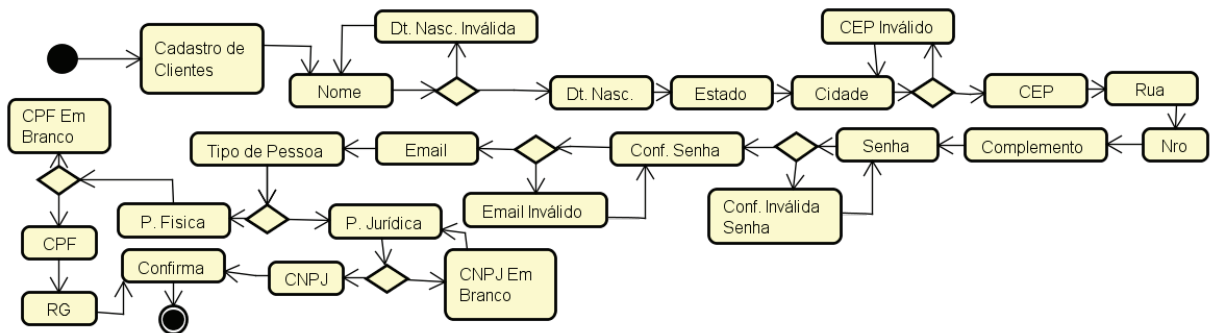 Cadastro de
Clientes
Nome
Dt. Nasc. Inválida
Dt. Nasc.
Estado
Cidade
CEP Inválido
CEP
Rua
Nro
Complemento
Senha
Conf. Inválida
Senha
Conf. Senha
Email Inválido
Email
Tipo de Pessoa
P. Fisica
CPF Em
Branco
CPF
RG
P. Jurídica
CNPJ Em
Branco
CNPJ
Confirma